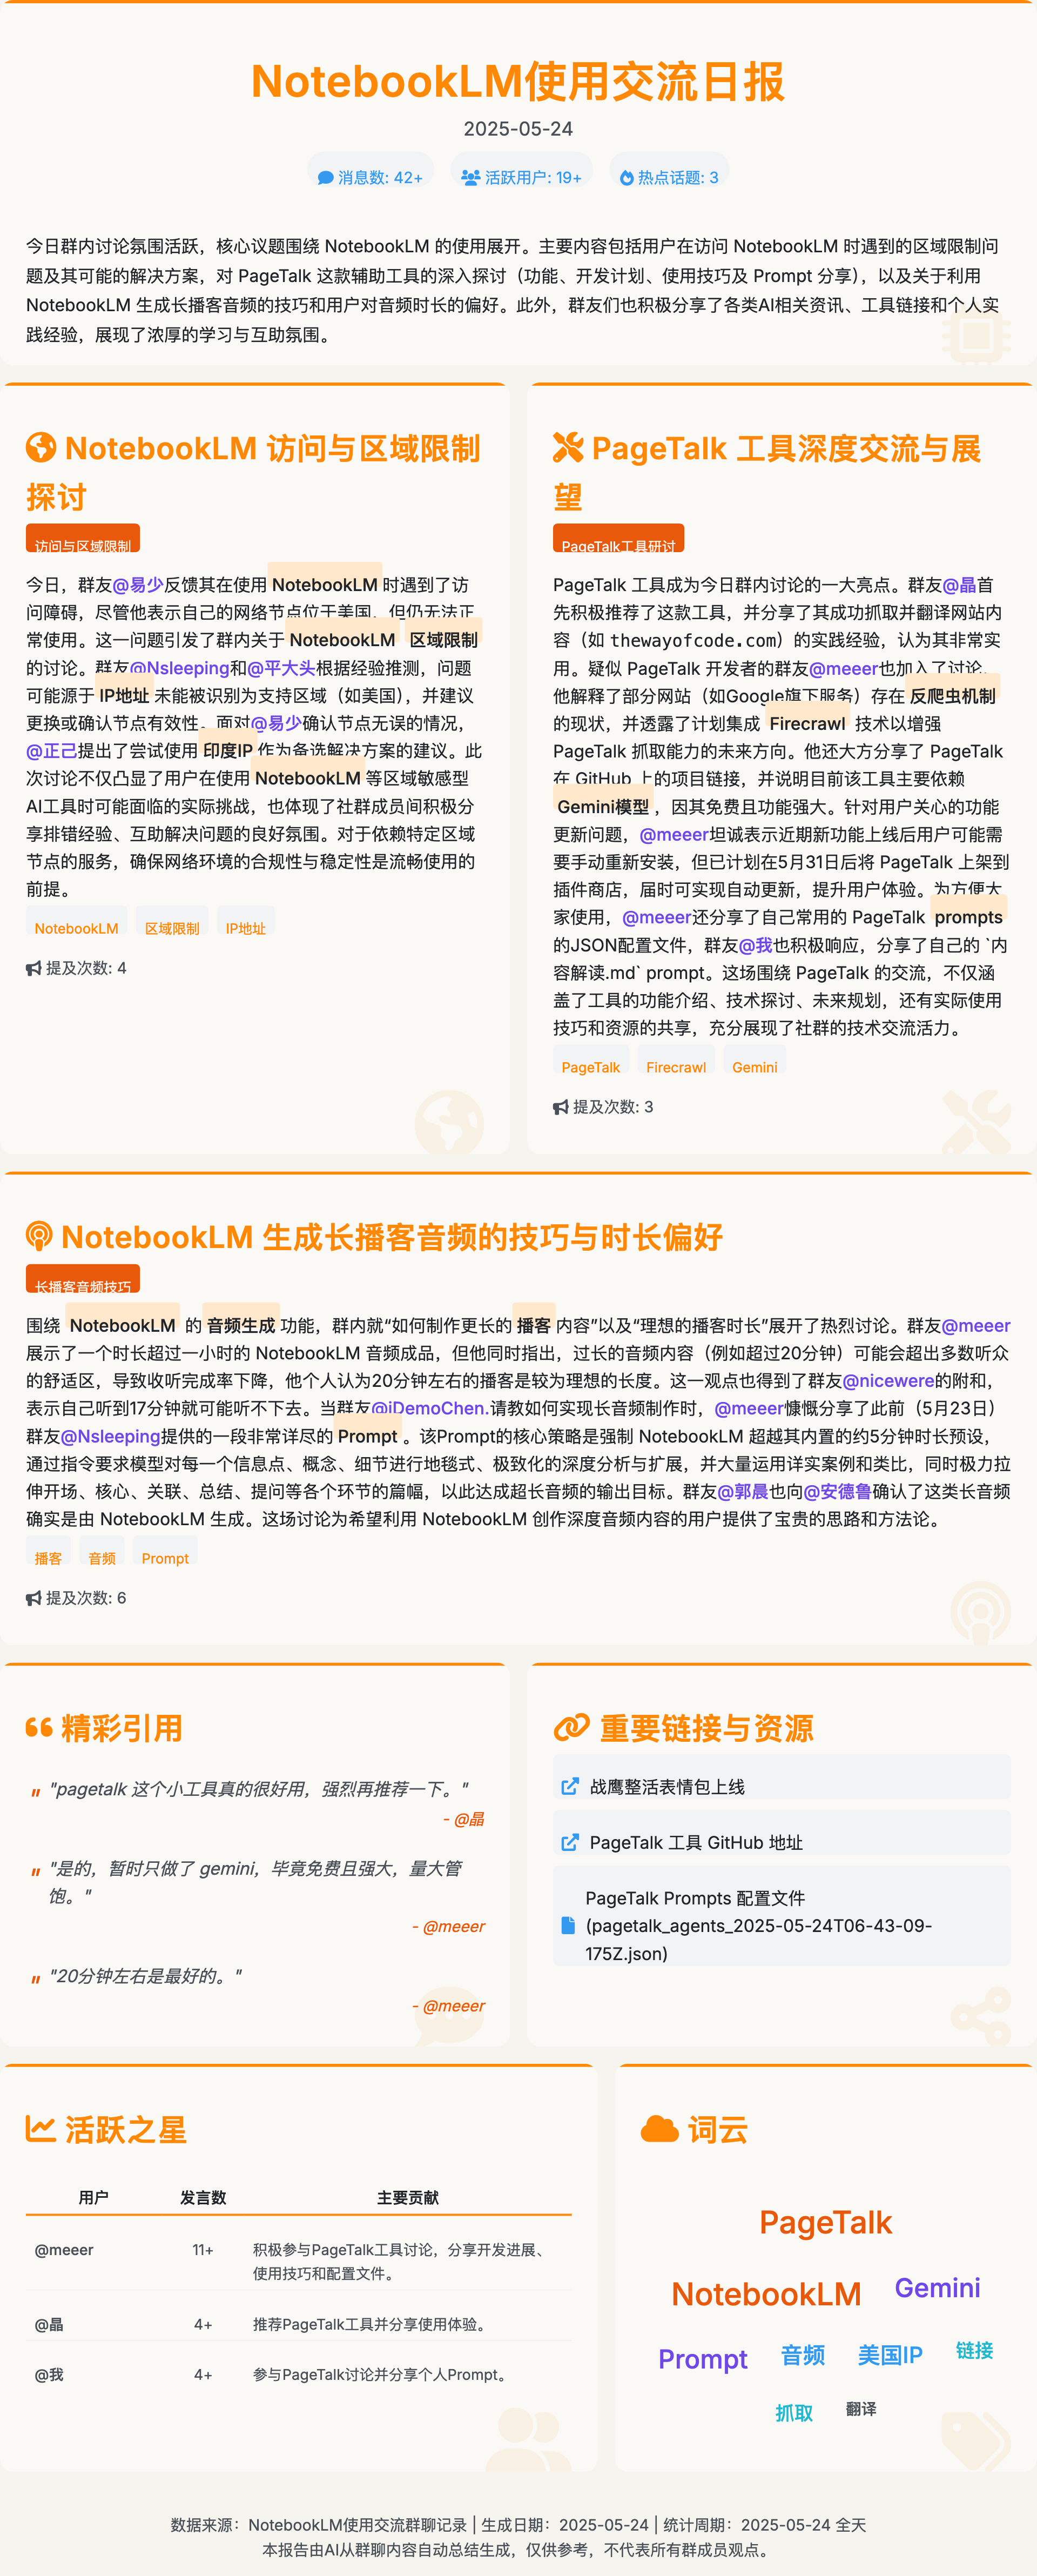 NotebookLM使用交流日报
2025-05-24
消息数: 42+ 活跃用户: 19+ 热点话题: 3
今日群内讨论氛围活跃，核心议题围绕 NotebookLM 的使用展开。主要内容包括用户在访问 NotebookLM 时遇到的区域限制问
题及其可能的解决方案，对 PageTalk 这款辅助工具的深入探讨（功能、开发计划、使用技巧及 Prompt 分享），以及关于利用
NotebookLM 生成长播客音频的技巧和用户对音频时长的偏好。此外，群友们也积极分享了各类AI相关资讯、工具链接和个人实
践经验，展现了浓厚的学习与互助氛围。
NotebookLM 访问与区域限制
探讨
访问与区域限制
今日，群友@易少反馈其在使用 NotebookLM 时遇到了访
问障碍，尽管他表示自己的网络节点位于美国，但仍无法正
常使用。这一问题引发了群内关于 NotebookLM 区域限制
的讨论。群友@Nsleeping和@平大头根据经验推测，问题
可能源于 IP地址 未能被识别为支持区域（如美国），并建议
更换或确认节点有效性。面对@易少确认节点无误的情况，
@正己提出了尝试使用 印度IP 作为备选解决方案的建议。此
次讨论不仅凸显了用户在使用 NotebookLM 等区域敏感型
AI工具时可能面临的实际挑战，也体现了社群成员间积极分
享排错经验、互助解决问题的良好氛围。对于依赖特定区域
节点的服务，确保网络环境的合规性与稳定性是流畅使用的
前提。
NotebookLM 区域限制 IP地址
提及次数: 4
PageTalk 工具深度交流与展
望
PageTalk工具研讨
PageTalk 工具成为今日群内讨论的一大亮点。群友@晶首
先积极推荐了这款工具，并分享了其成功抓取并翻译网站内
容（如 thewayofcode.com）的实践经验，认为其非常实
用。疑似 PageTalk 开发者的群友@meeer也加入了讨论，
他解释了部分网站（如Google旗下服务）存在 反爬虫机制
的现状，并透露了计划集成 Firecrawl 技术以增强
PageTalk 抓取能力的未来方向。他还大方分享了 PageTalk
在 GitHub 上的项目链接，并说明目前该工具主要依赖
Gemini模型 ，因其免费且功能强大。针对用户关心的功能
更新问题，@meeer坦诚表示近期新功能上线后用户可能需
要手动重新安装，但已计划在5月31日后将 PageTalk 上架到
插件商店，届时可实现自动更新，提升用户体验。为方便大
家使用，@meeer还分享了自己常用的 PageTalk prompts
的JSON配置文件，群友@我也积极响应，分享了自己的 `内
容解读.md` prompt。这场围绕 PageTalk 的交流，不仅涵
盖了工具的功能介绍、技术探讨、未来规划，还有实际使用
技巧和资源的共享，充分展现了社群的技术交流活力。
PageTalk Firecrawl Gemini
提及次数: 3
NotebookLM 生成长播客音频的技巧与时长偏好
长播客音频技巧
围绕 NotebookLM 的 音频生成 功能，群内就“如何制作更长的 播客 内容”以及“理想的播客时长”展开了热烈讨论。群友@meeer
展示了一个时长超过一小时的 NotebookLM 音频成品，但他同时指出，过长的音频内容（例如超过20分钟）可能会超出多数听众
的舒适区，导致收听完成率下降，他个人认为20分钟左右的播客是较为理想的长度。这一观点也得到了群友@nicewere的附和，
表示自己听到17分钟就可能听不下去。当群友@iDemoChen.请教如何实现长音频制作时，@meeer慷慨分享了此前（5月23日）
群友@Nsleeping提供的一段非常详尽的 Prompt 。该Prompt的核心策略是强制 NotebookLM 超越其内置的约5分钟时长预设，
通过指令要求模型对每一个信息点、概念、细节进行地毯式、极致化的深度分析与扩展，并大量运用详实案例和类比，同时极力拉
伸开场、核心、关联、总结、提问等各个环节的篇幅，以此达成超长音频的输出目标。群友@郭晨也向@安德鲁确认了这类长音频
确实是由 NotebookLM 生成。这场讨论为希望利用 NotebookLM 创作深度音频内容的用户提供了宝贵的思路和方法论。
播客 音频 Prompt
提及次数: 6
精彩引用
"pagetalk 这个小工具真的很好用，强烈再推荐一下。"
- @晶
"是的，暂时只做了 gemini，毕竟免费且强大，量大管
饱。"
- @meeer
"20分钟左右是最好的。"
- @meeer
重要链接与资源
战鹰整活表情包上线
PageTalk 工具 GitHub 地址
PageTalk Prompts 配置文件
(pagetalk_agents_2025-05-24T06-43-09-
175Z.json)
活跃之星
用户 发言数 主要贡献
@meeer 11+ 积极参与PageTalk工具讨论，分享开发进展、
使用技巧和配置文件。
@晶 4+ 推荐PageTalk工具并分享使用体验。
@我 4+ 参与PageTalk讨论并分享个人Prompt。
词云
PageTalk
NotebookLM Gemini
Prompt 音频 美国IP 链接
抓取 翻译
数据来源：NotebookLM使用交流群聊记录 | 生成日期：2025-05-24 | 统计周期：2025-05-24 全天
本报告由AI从群聊内容自动总结生成，仅供参考，不代表所有群成员观点。